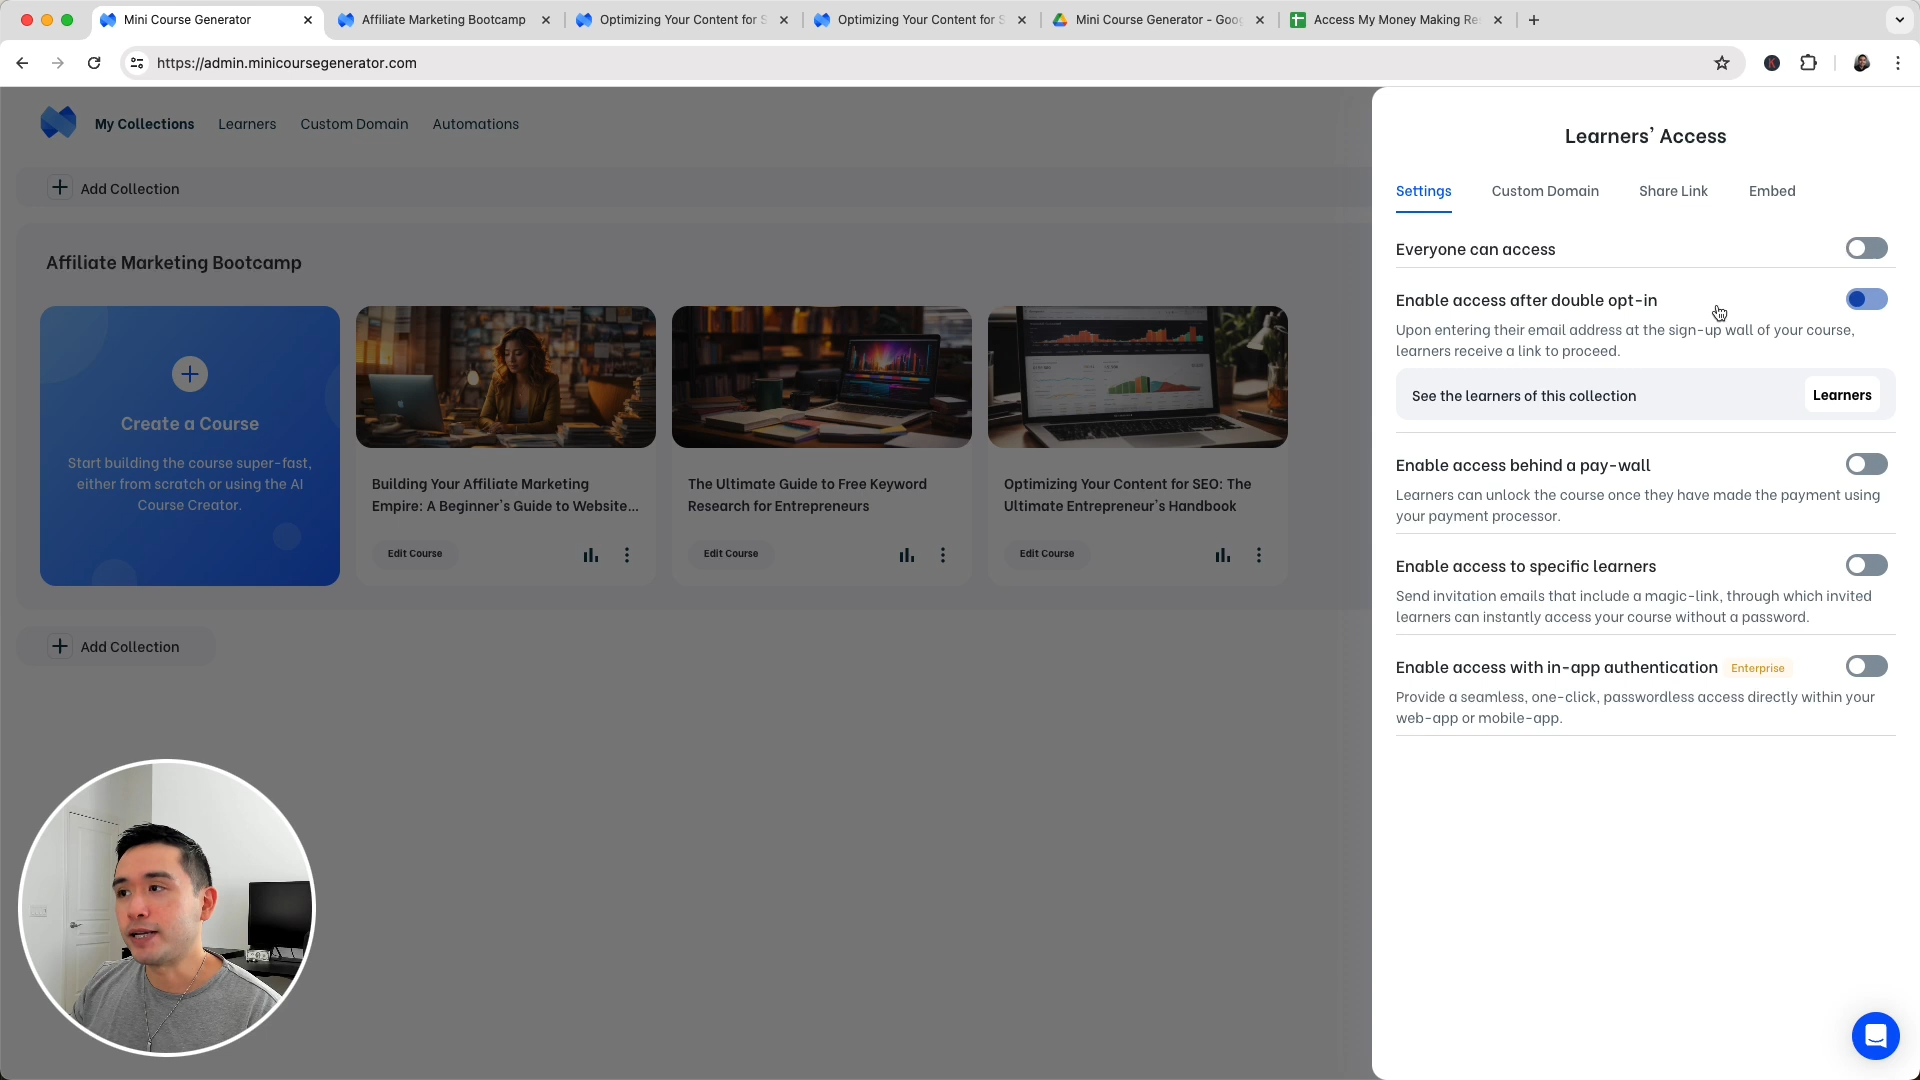 Mini Course Generator
Affiliate Marketing Bootcamp
Optimizing Your Content for S
Optimizing Your Content for S
Mini Course Generator - Goog
Access My Money Making Re
https://admin.minicoursegenerator.com
My Collections
Learners
Custom Domain
Automations
Add Collection
Affiliate Marketing Bootcamp
Create a Course
Start building the course super-fast,
either from scratch or using the AI
Course Creator.
Building Your Affiliate Marketing
Empire: A Beginner's Guide to Website...
Edit Course
The Ultimate Guide to Free Keyword
Research for Entrepreneurs
Edit Course
Optimizing Your Content for SEO: The
Ultimate Entrepreneur's Handbook
Edit Course
Add Collection
Learners' Access
Settings
Custom Domain
Share Link
Embed
Everyone can access
Enable access after double opt-in
Upon entering their email address at the sign-up wall of your course,
learners receive a link to proceed.
See the learners of this collection
Learners
Enable access behind a pay-wall
Learners can unlock the course once they have made the payment using
your payment processor.
Enable access to specific learners
Send invitation emails that include a magic-link, through which invited
learners can instantly access your course without a password.
Enable access with in-app authentication Enterprise
Provide a seamless, one-click, passwordless access directly within your
web-app or mobile-app.